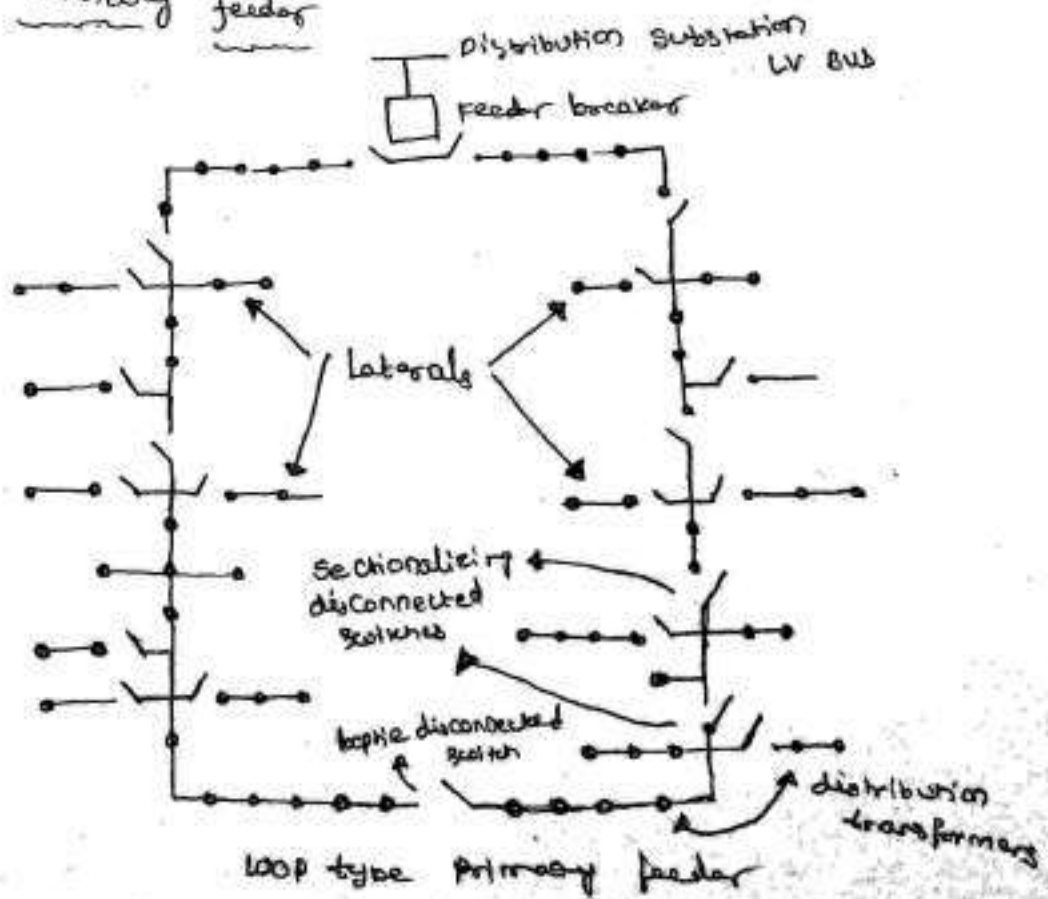 feeder
Distribution Substation
LV BUS
Feeder breaker
Laterals
Sectionalizing
disconnected
switches
looptie disconnected
switch
distribution
transformers
LOOP type Primary feeder